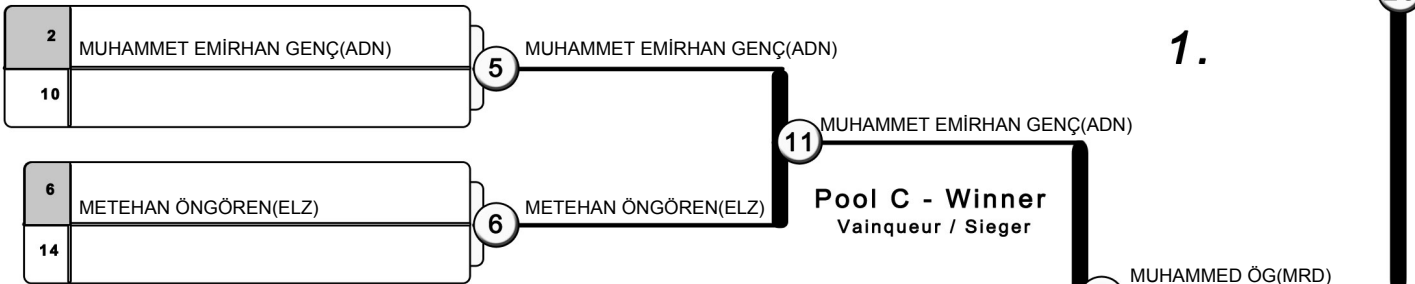 2
MUHAMMET EMİRHAN GENÇ(ADN)
10
5
MUHAMMET EMİRHAN GENÇ(ADN)
1.
11
MUHAMMET EMİRHAN GENÇ(ADN)
6
METEHAN ÖNGÖREN(ELZ)
14
6
METEHAN ÖNGÖREN(ELZ)
Pool C - Winner
Vainqueur / Sieger
MUHAMMED ÖG(MRD)